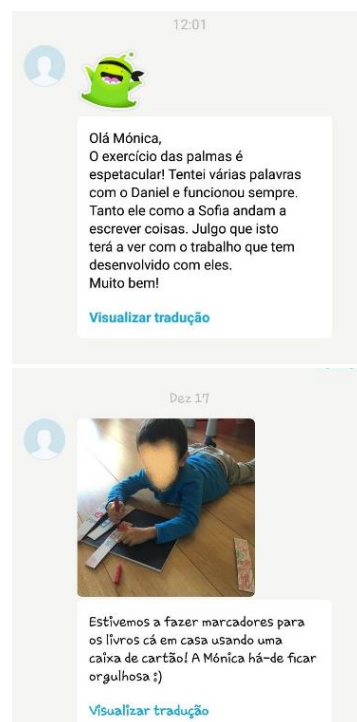 12:01
Olá Mónica,
O exercício das palmas é
espetacular! Tentei várias palavras
com o Daniel e funcionou sempre.
Tanto ele como a Sofia andam a
escrever coisas. Julgo que isto
terá a ver com o trabalho que tem
desenvolvido com eles.
Muito bem!
Visualizar tradução
Dez 17
Estivemos a fazer marcadores para
os livros cá em casa usando uma
caixa de cartão! A Mónica há-de ficar
orgulhosa :)
Visualizar tradução